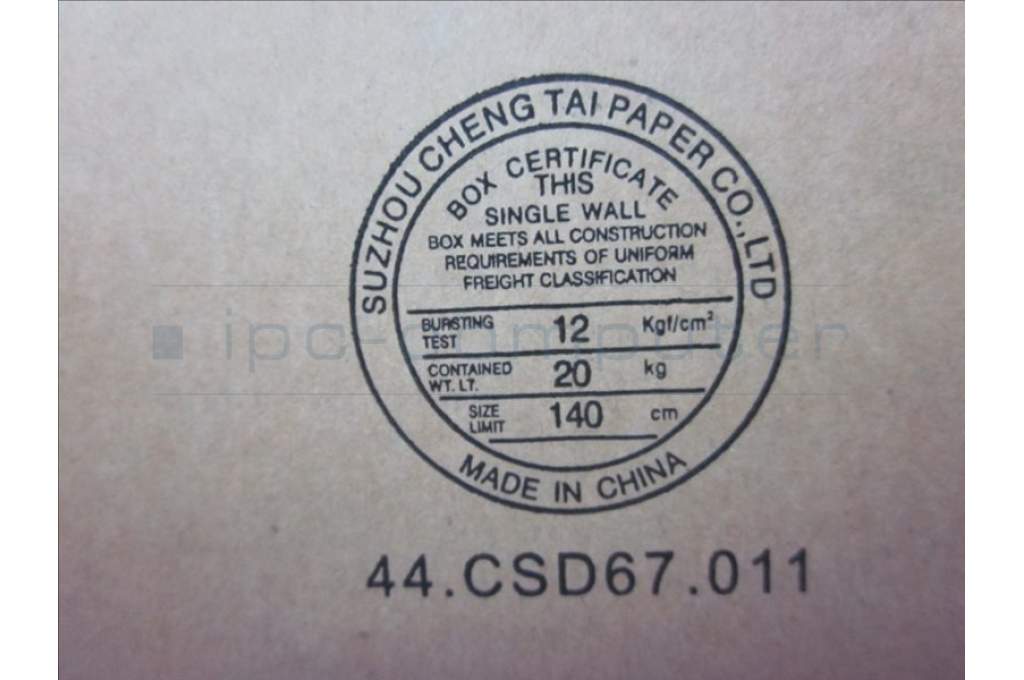 SUZHOU CHENG TAI PAPER CO.,LTD
BOX CERTIFICATE
THIS
SINGLE WALL
BOX MEETS ALL CONSTRUCTION
REQUIREMENTS OF UNIFORM
FREIGHT CLASSIFICATION
BURSTING TEST 12 Kgf/cm²
CONTAINED WT. LT. 20 kg
SIZE LIMIT 140 cm
MADE IN CHINA
44.CSD67.011
ipc-computer